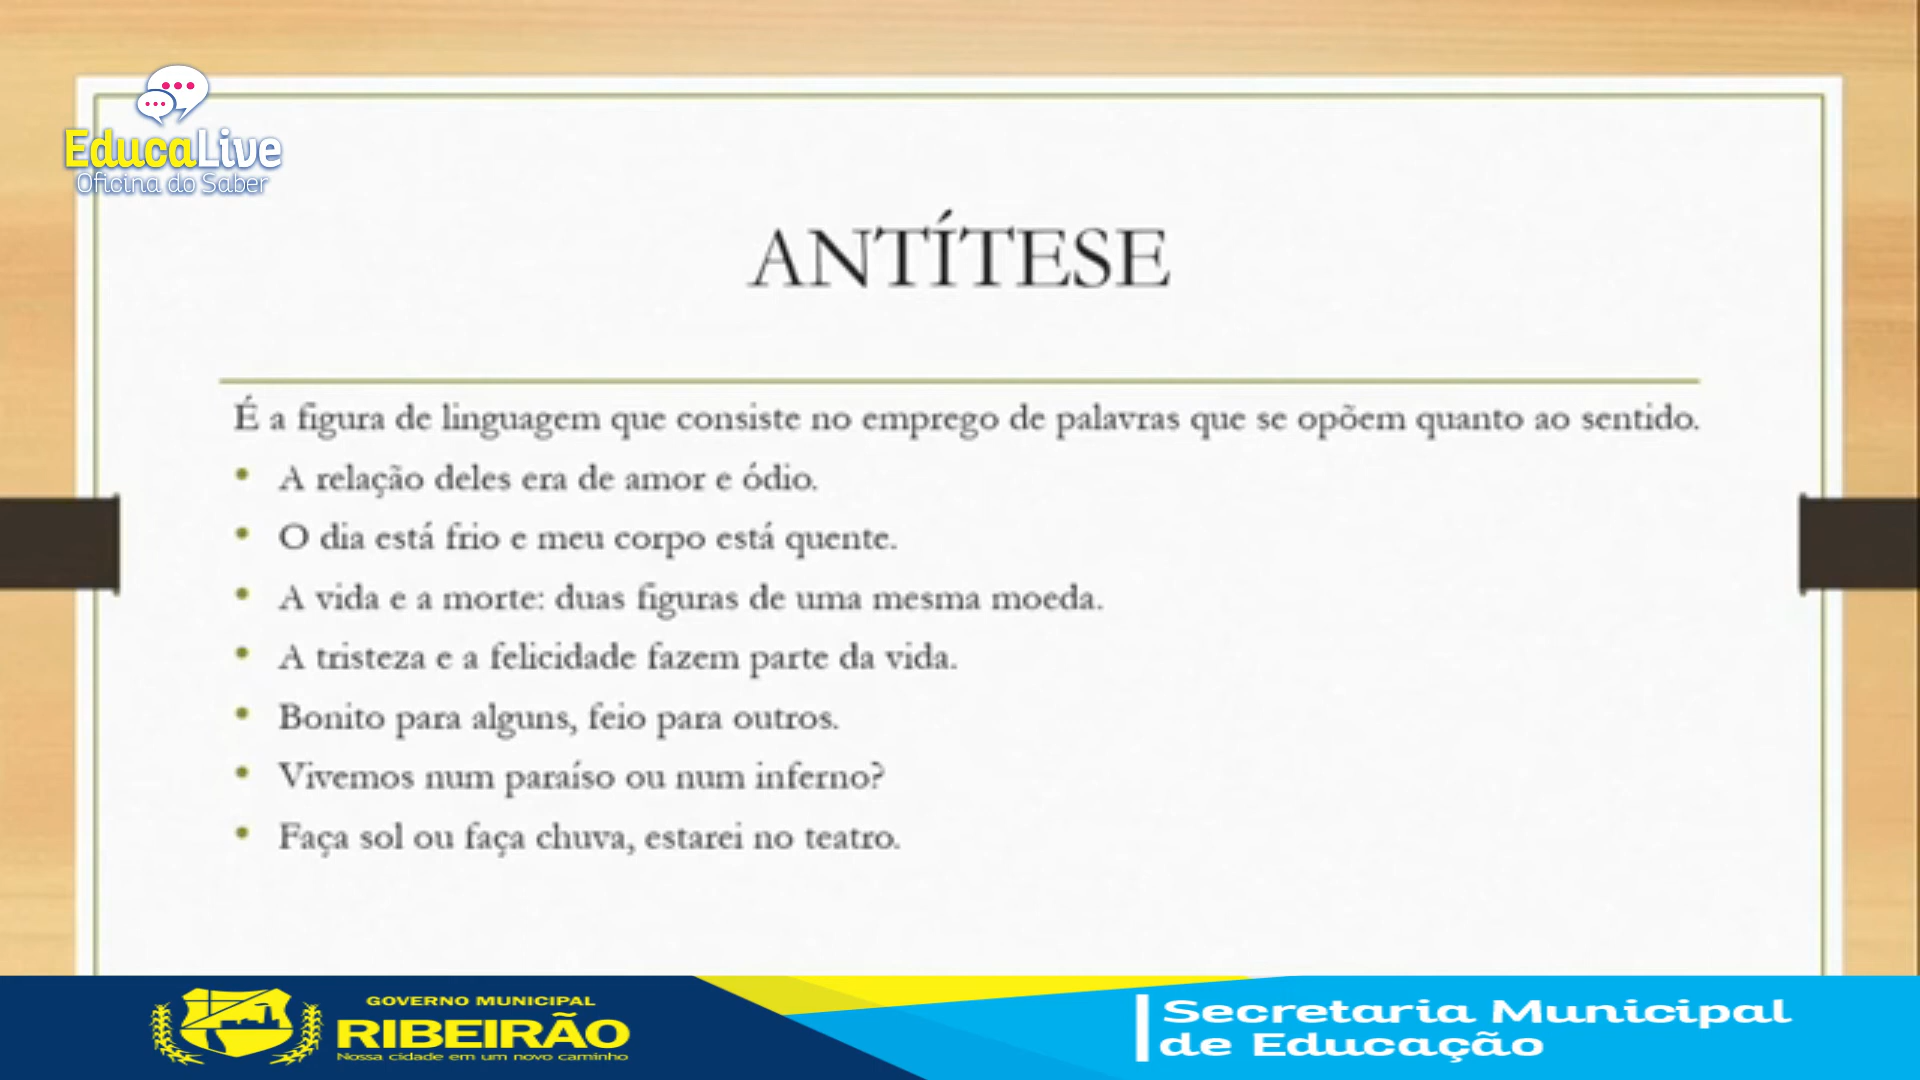 EducaLive
Oficina do Saber
ANTÍTESE
É a figura de linguagem que consiste no emprego de palavras que se opõem quanto ao sentido.
• A relação deles era de amor e ódio.
• O dia está frio e meu corpo está quente.
• A vida e a morte: duas figuras de uma mesma moeda.
• A tristeza e a felicidade fazem parte da vida.
• Bonito para alguns, feio para outros.
• Vivemos num paraíso ou num inferno?
• Faça sol ou faça chuva, estarei no teatro.
GOVERNO MUNICIPAL
RIBEIRÃO
Nossa cidade em um novo caminho
Secretaria Municipal
de Educação